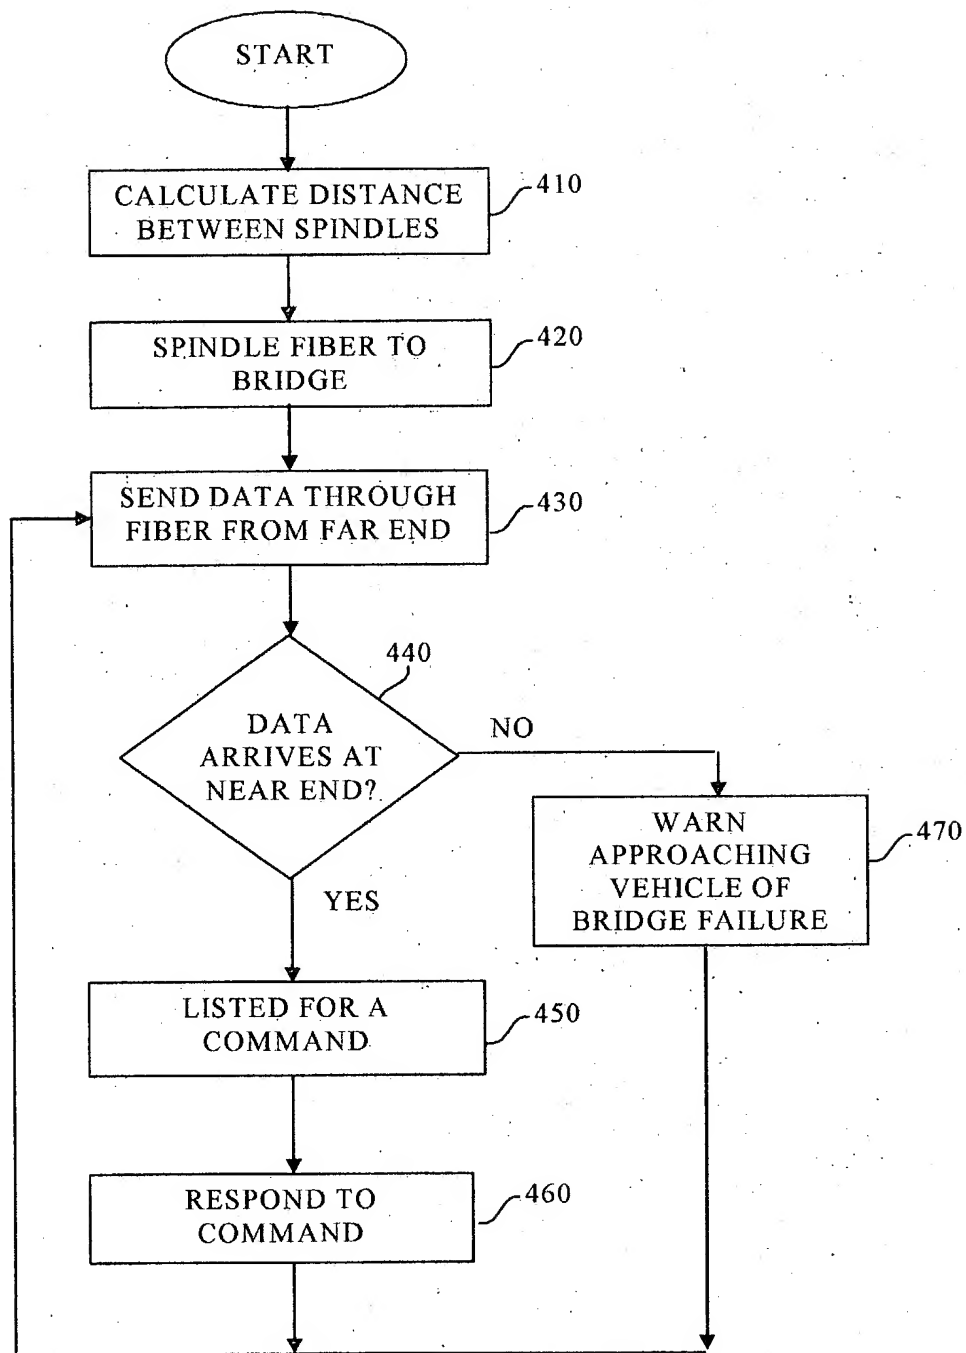 START
CALCULATE DISTANCE
BETWEEN SPINDLES
410
SPINDLE FIBER TO
BRIDGE
420
SEND DATA THROUGH
FIBER FROM FAR END
430
440
DATA
ARRIVES AT
NEAR END?
NO
YES
WARN
APPROACHING
VEHICLE OF
BRIDGE FAILURE
470
LISTED FOR A
COMMAND
450
RESPOND TO
COMMAND
460